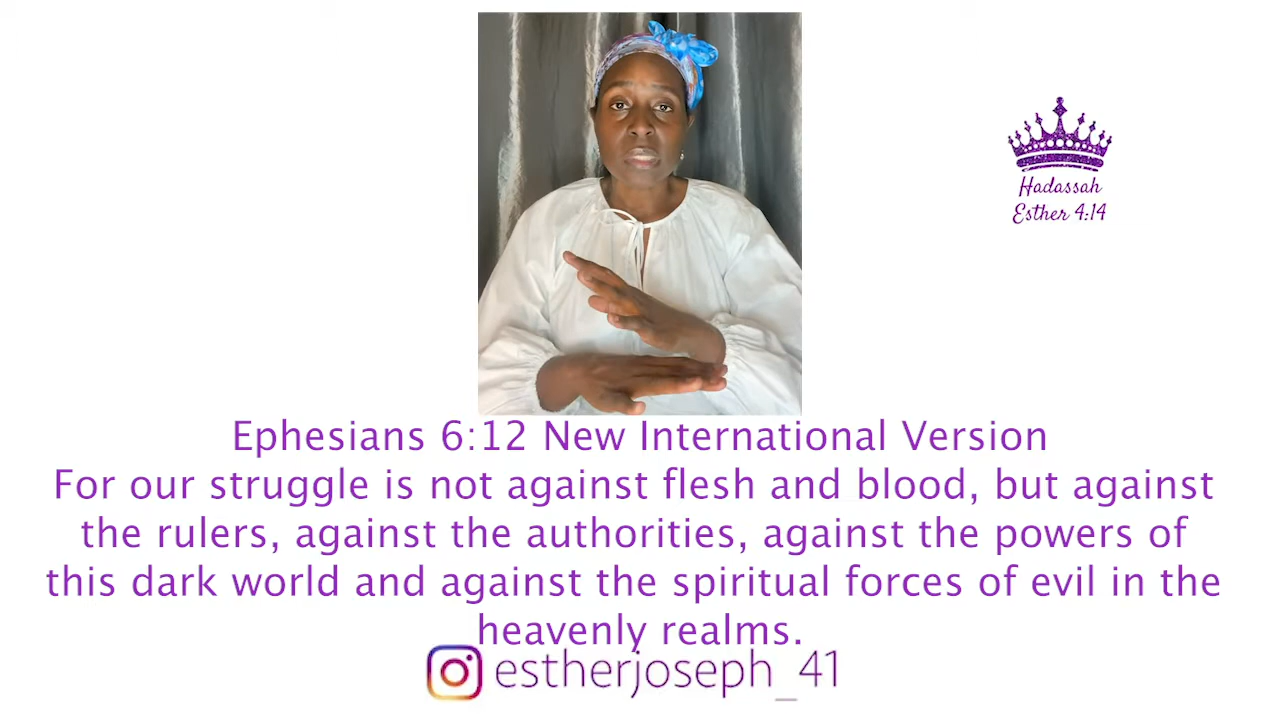 Hadassah
Esther 4:14
Ephesians 6:12 New International Version
For our struggle is not against flesh and blood, but against
the rulers, against the authorities, against the powers of
this dark world and against the spiritual forces of evil in the
heavenly realms.
estherjoseph_41